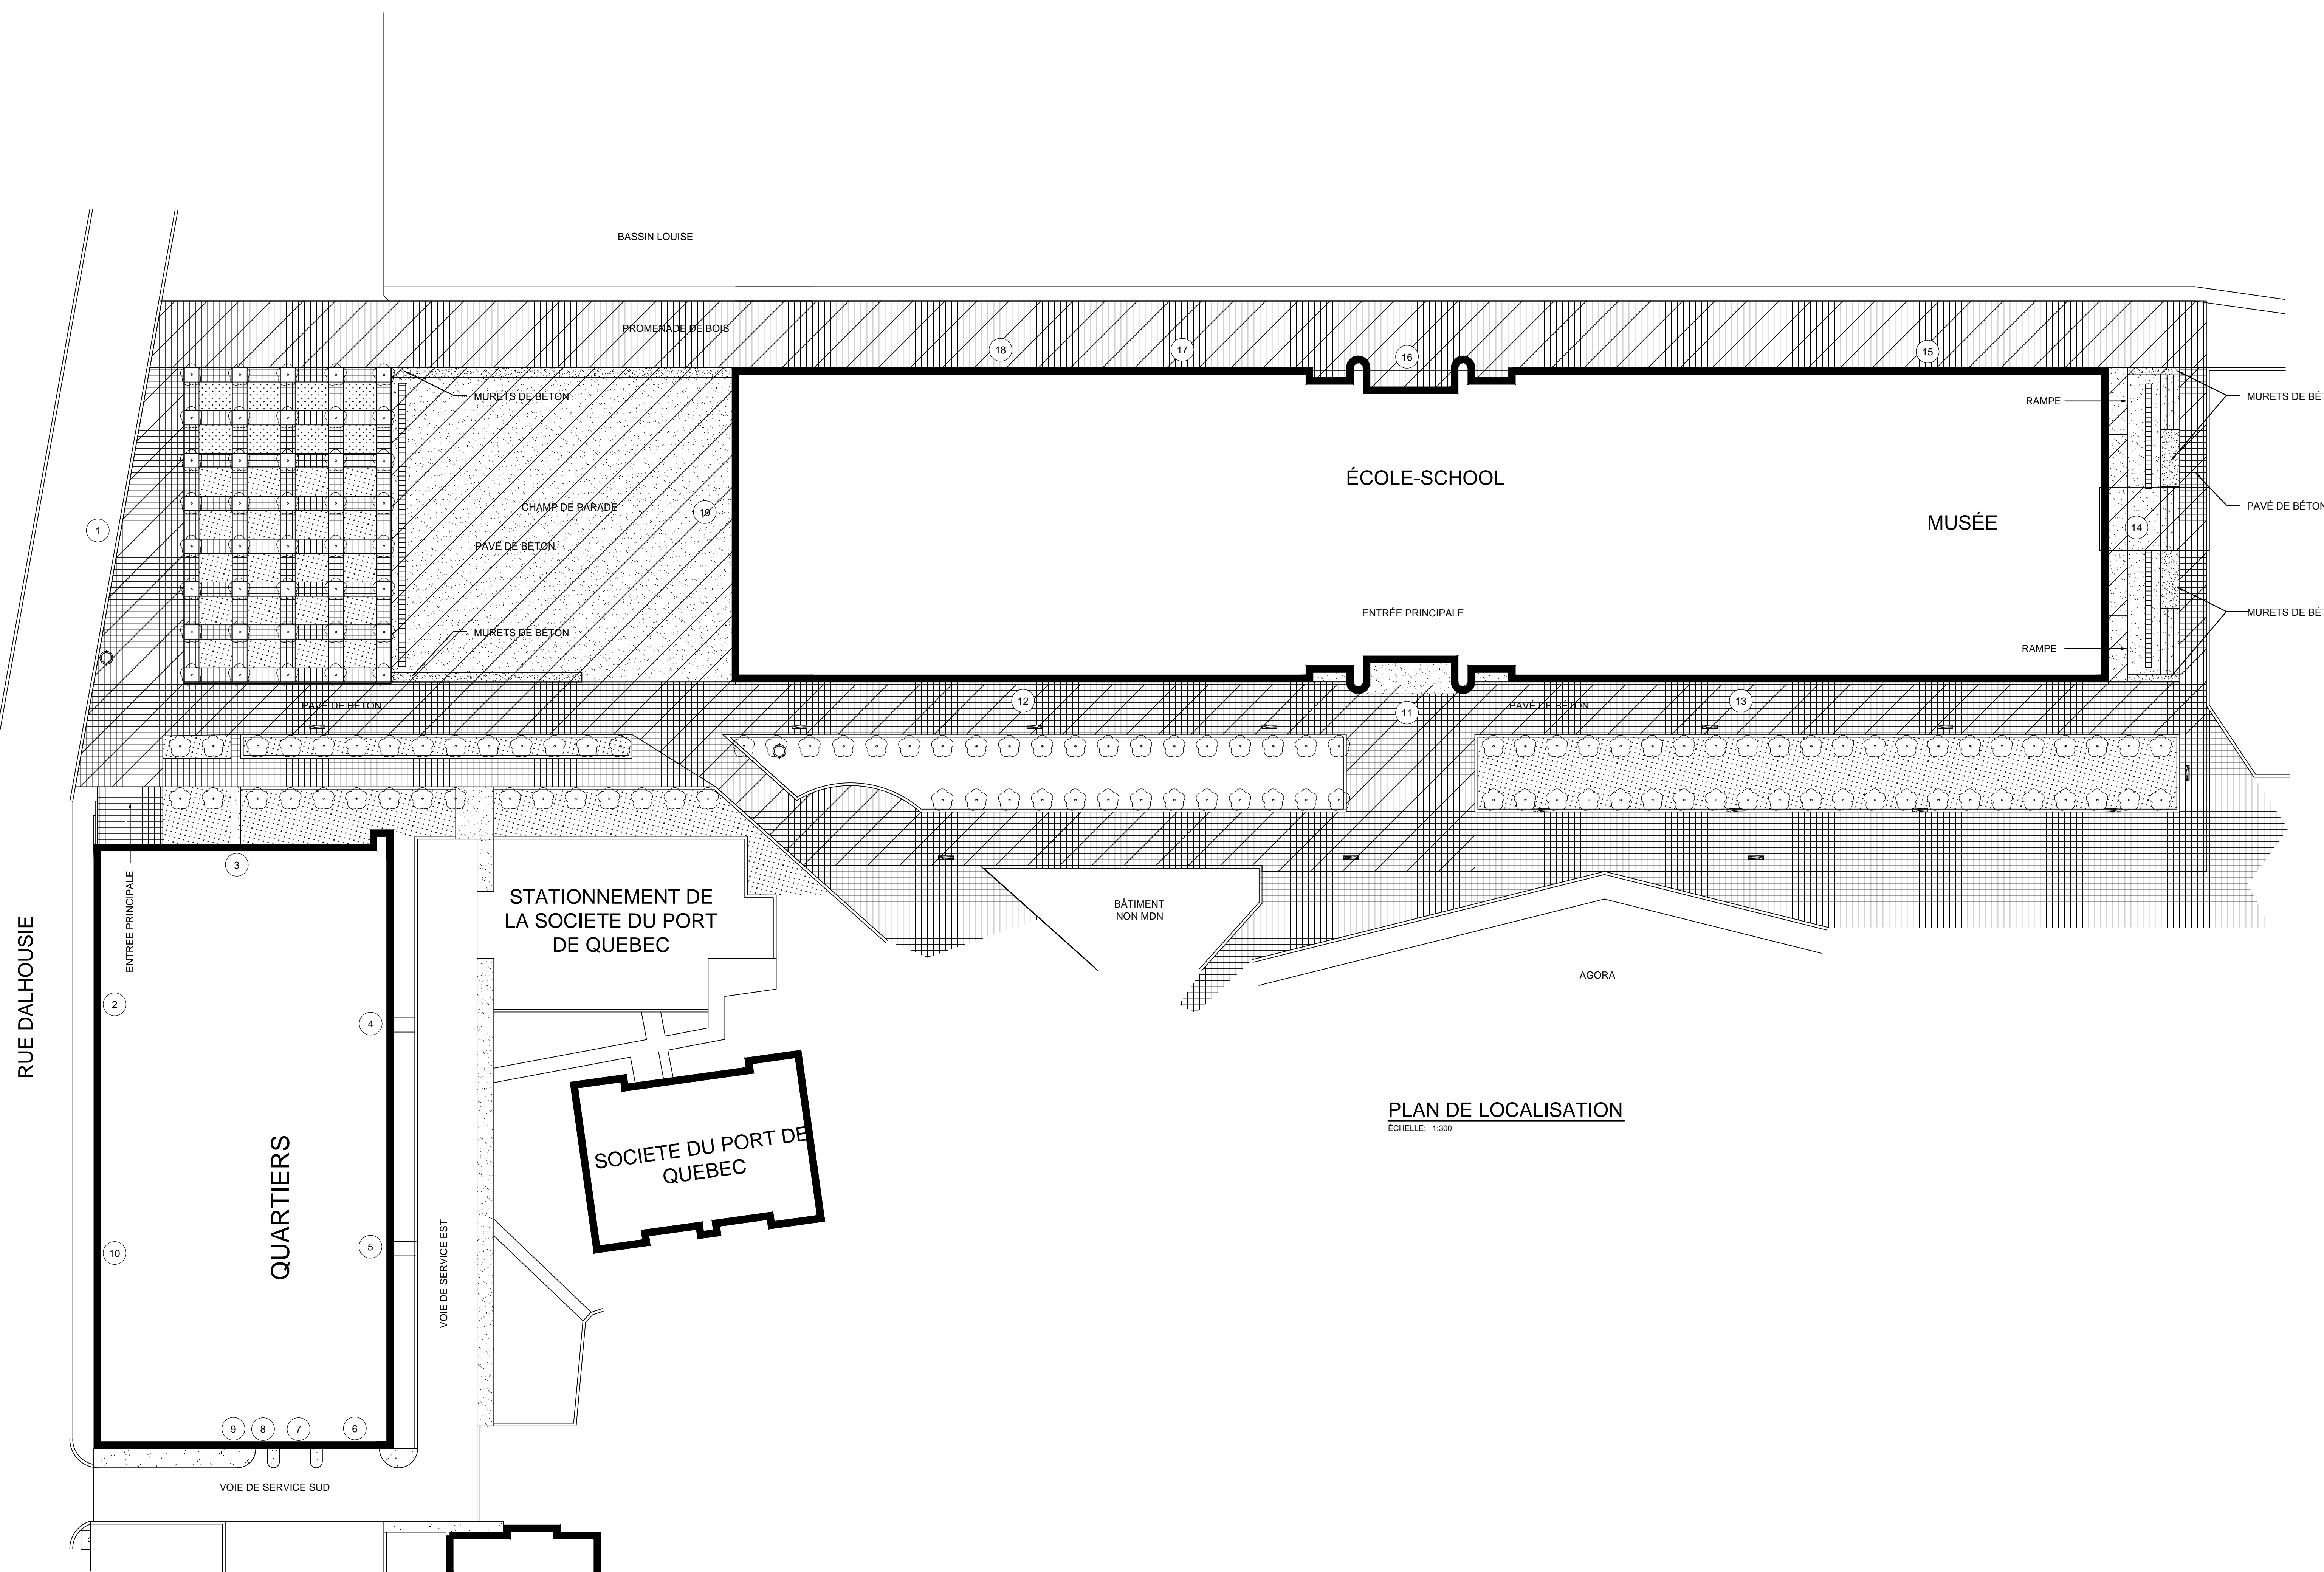 BASSIN LOUISE
PROMENADE DE BOIS
18
17
16
15
MURETS DE BÉTON
RAMPE
MURETS DE BÉT
ÉCOLE-SCHOOL
CHAMP DE PARADE
19
MUSÉE
14
PAVÉ DE BÉTON
1
PAVÉ DE BÉTON
ENTRÉE PRINCIPALE
MURETS DE BÉT
MURETS DE BÉTON
RAMPE
PAVÉ DE BÉTON
12
11
PAVÉ DE BÉTON
13
3
ENTREE PRINCIPALE
STATIONNEMENT DE
LA SOCIETE DU PORT
DE QUEBEC
BÂTIMENT
NON MDN
RUE DALHOUSIE
AGORA
2
4
PLAN DE LOCALISATION
ÉCHELLE: 1:300
SOCIETE DU PORT DE
QUEBEC
QUARTIERS
10
5
VOIE DE SERVICE EST
9
8
7
6
VOIE DE SERVICE SUD